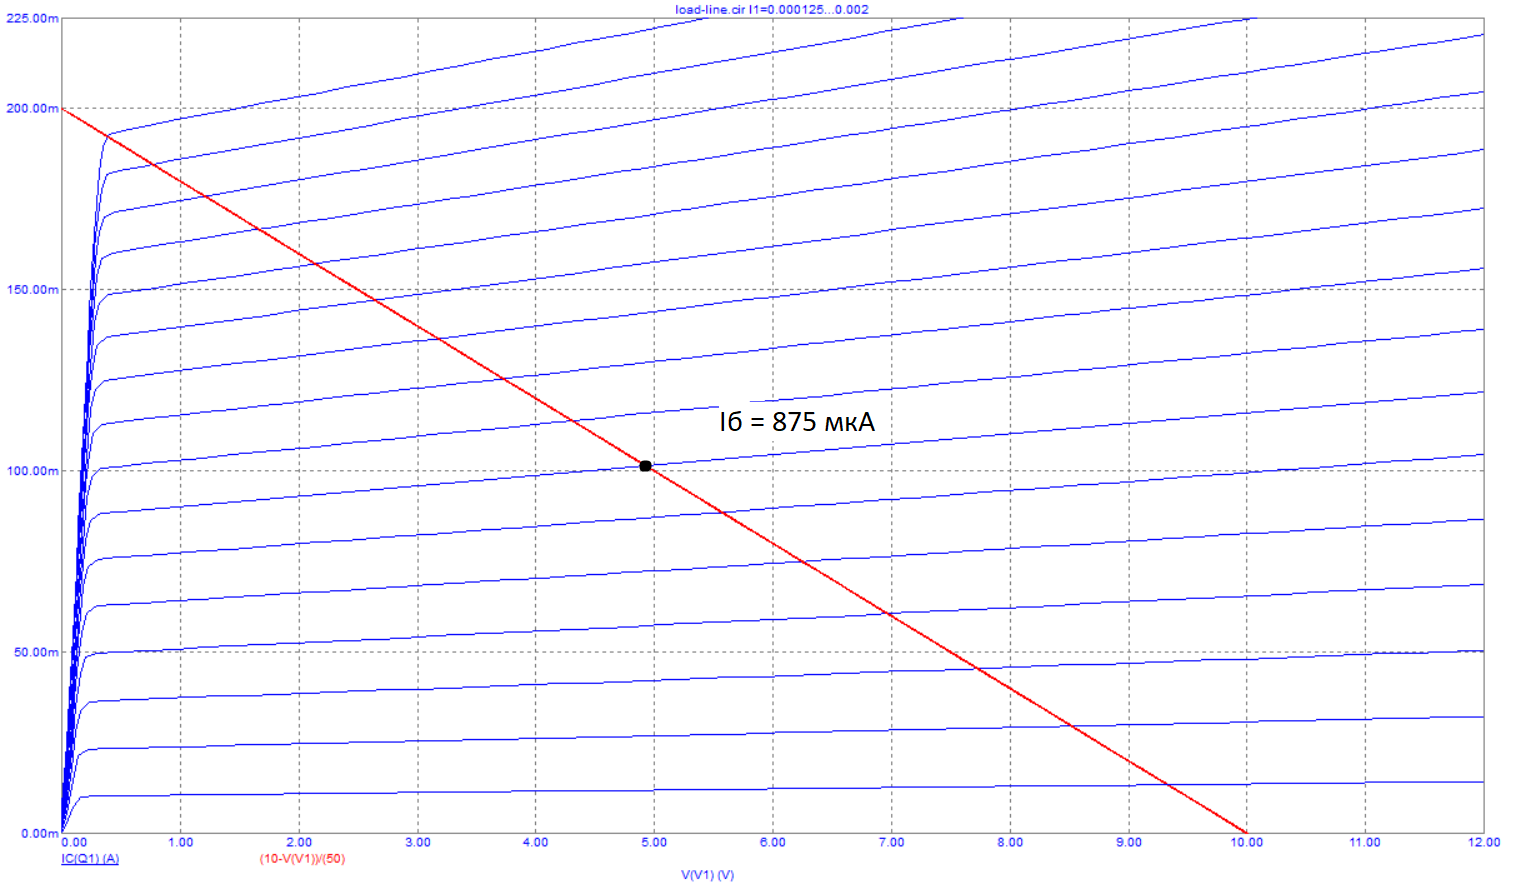 load-line.cir I1=0.000125...0.002
225.00m
200.00m
150.00m
100.00m
50.00m
0.00m
Iб = 875 мкА
0.00 1.00 2.00 3.00 4.00 5.00 6.00 7.00 8.00 9.00 10.00 11.00 12.00
IC(Q1) (A) (10-V(V1))/(50)
V(V1) (V)